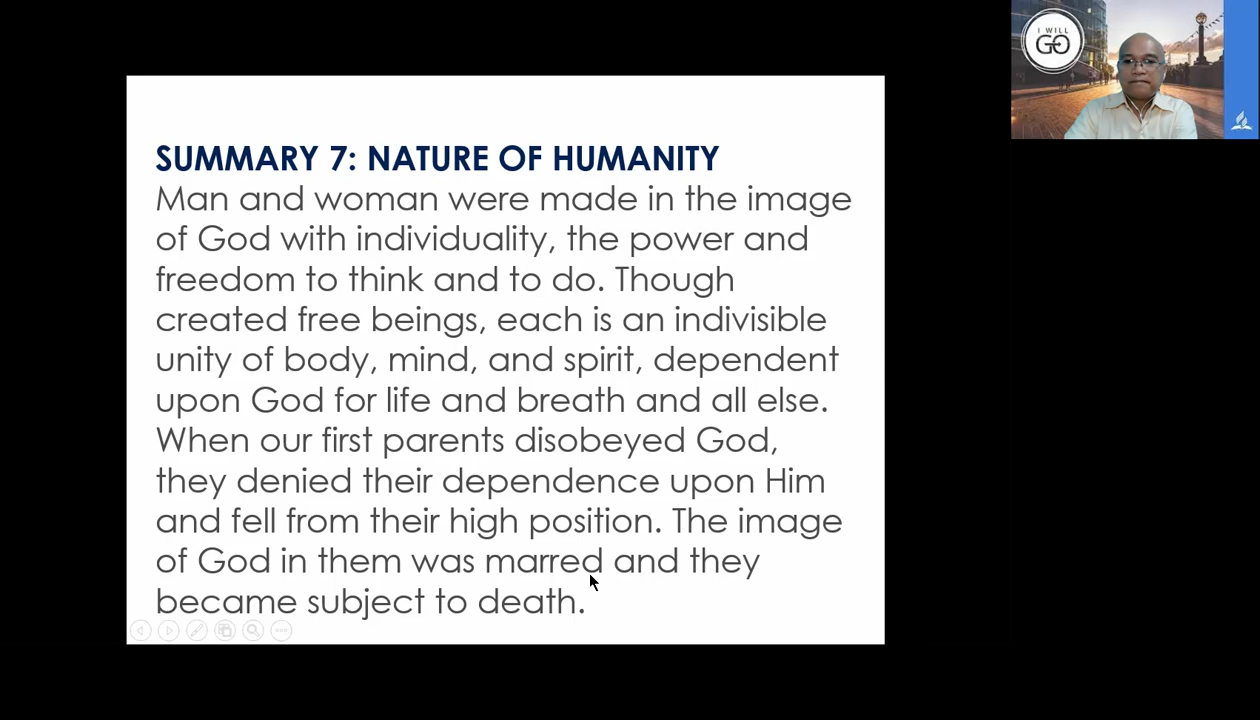 SUMMARY 7: NATURE OF HUMANITY
Man and woman were made in the image
of God with individuality, the power and
freedom to think and to do. Though
created free beings, each is an indivisible
unity of body, mind, and spirit, dependent
upon God for life and breath and all else.
When our first parents disobeyed God,
they denied their dependence upon Him
and fell from their high position. The image
of God in them was marred and they
became subject to death.
I WILL
GO